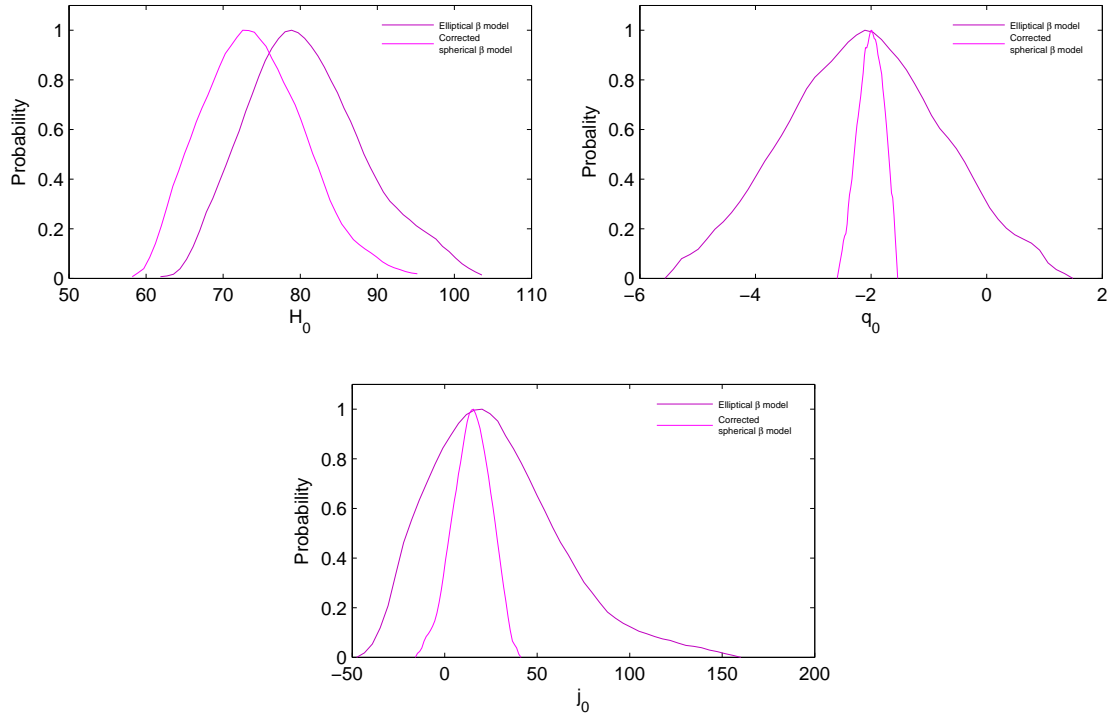 Elliptical β model
Corrected
spherical β model
1
0.8
0.6
0.4
0.2
0
Probability
50 60 70 80 90 100 110
H_0
Elliptical β model
Corrected
spherical β model
1
0.8
0.6
0.4
0.2
0
Probality
−6 −4 −2 0 2
q_0
Elliptical β model
Corrected
spherical β model
1
0.8
0.6
0.4
0.2
0
Probability
−50 0 50 100 150 200
j_0